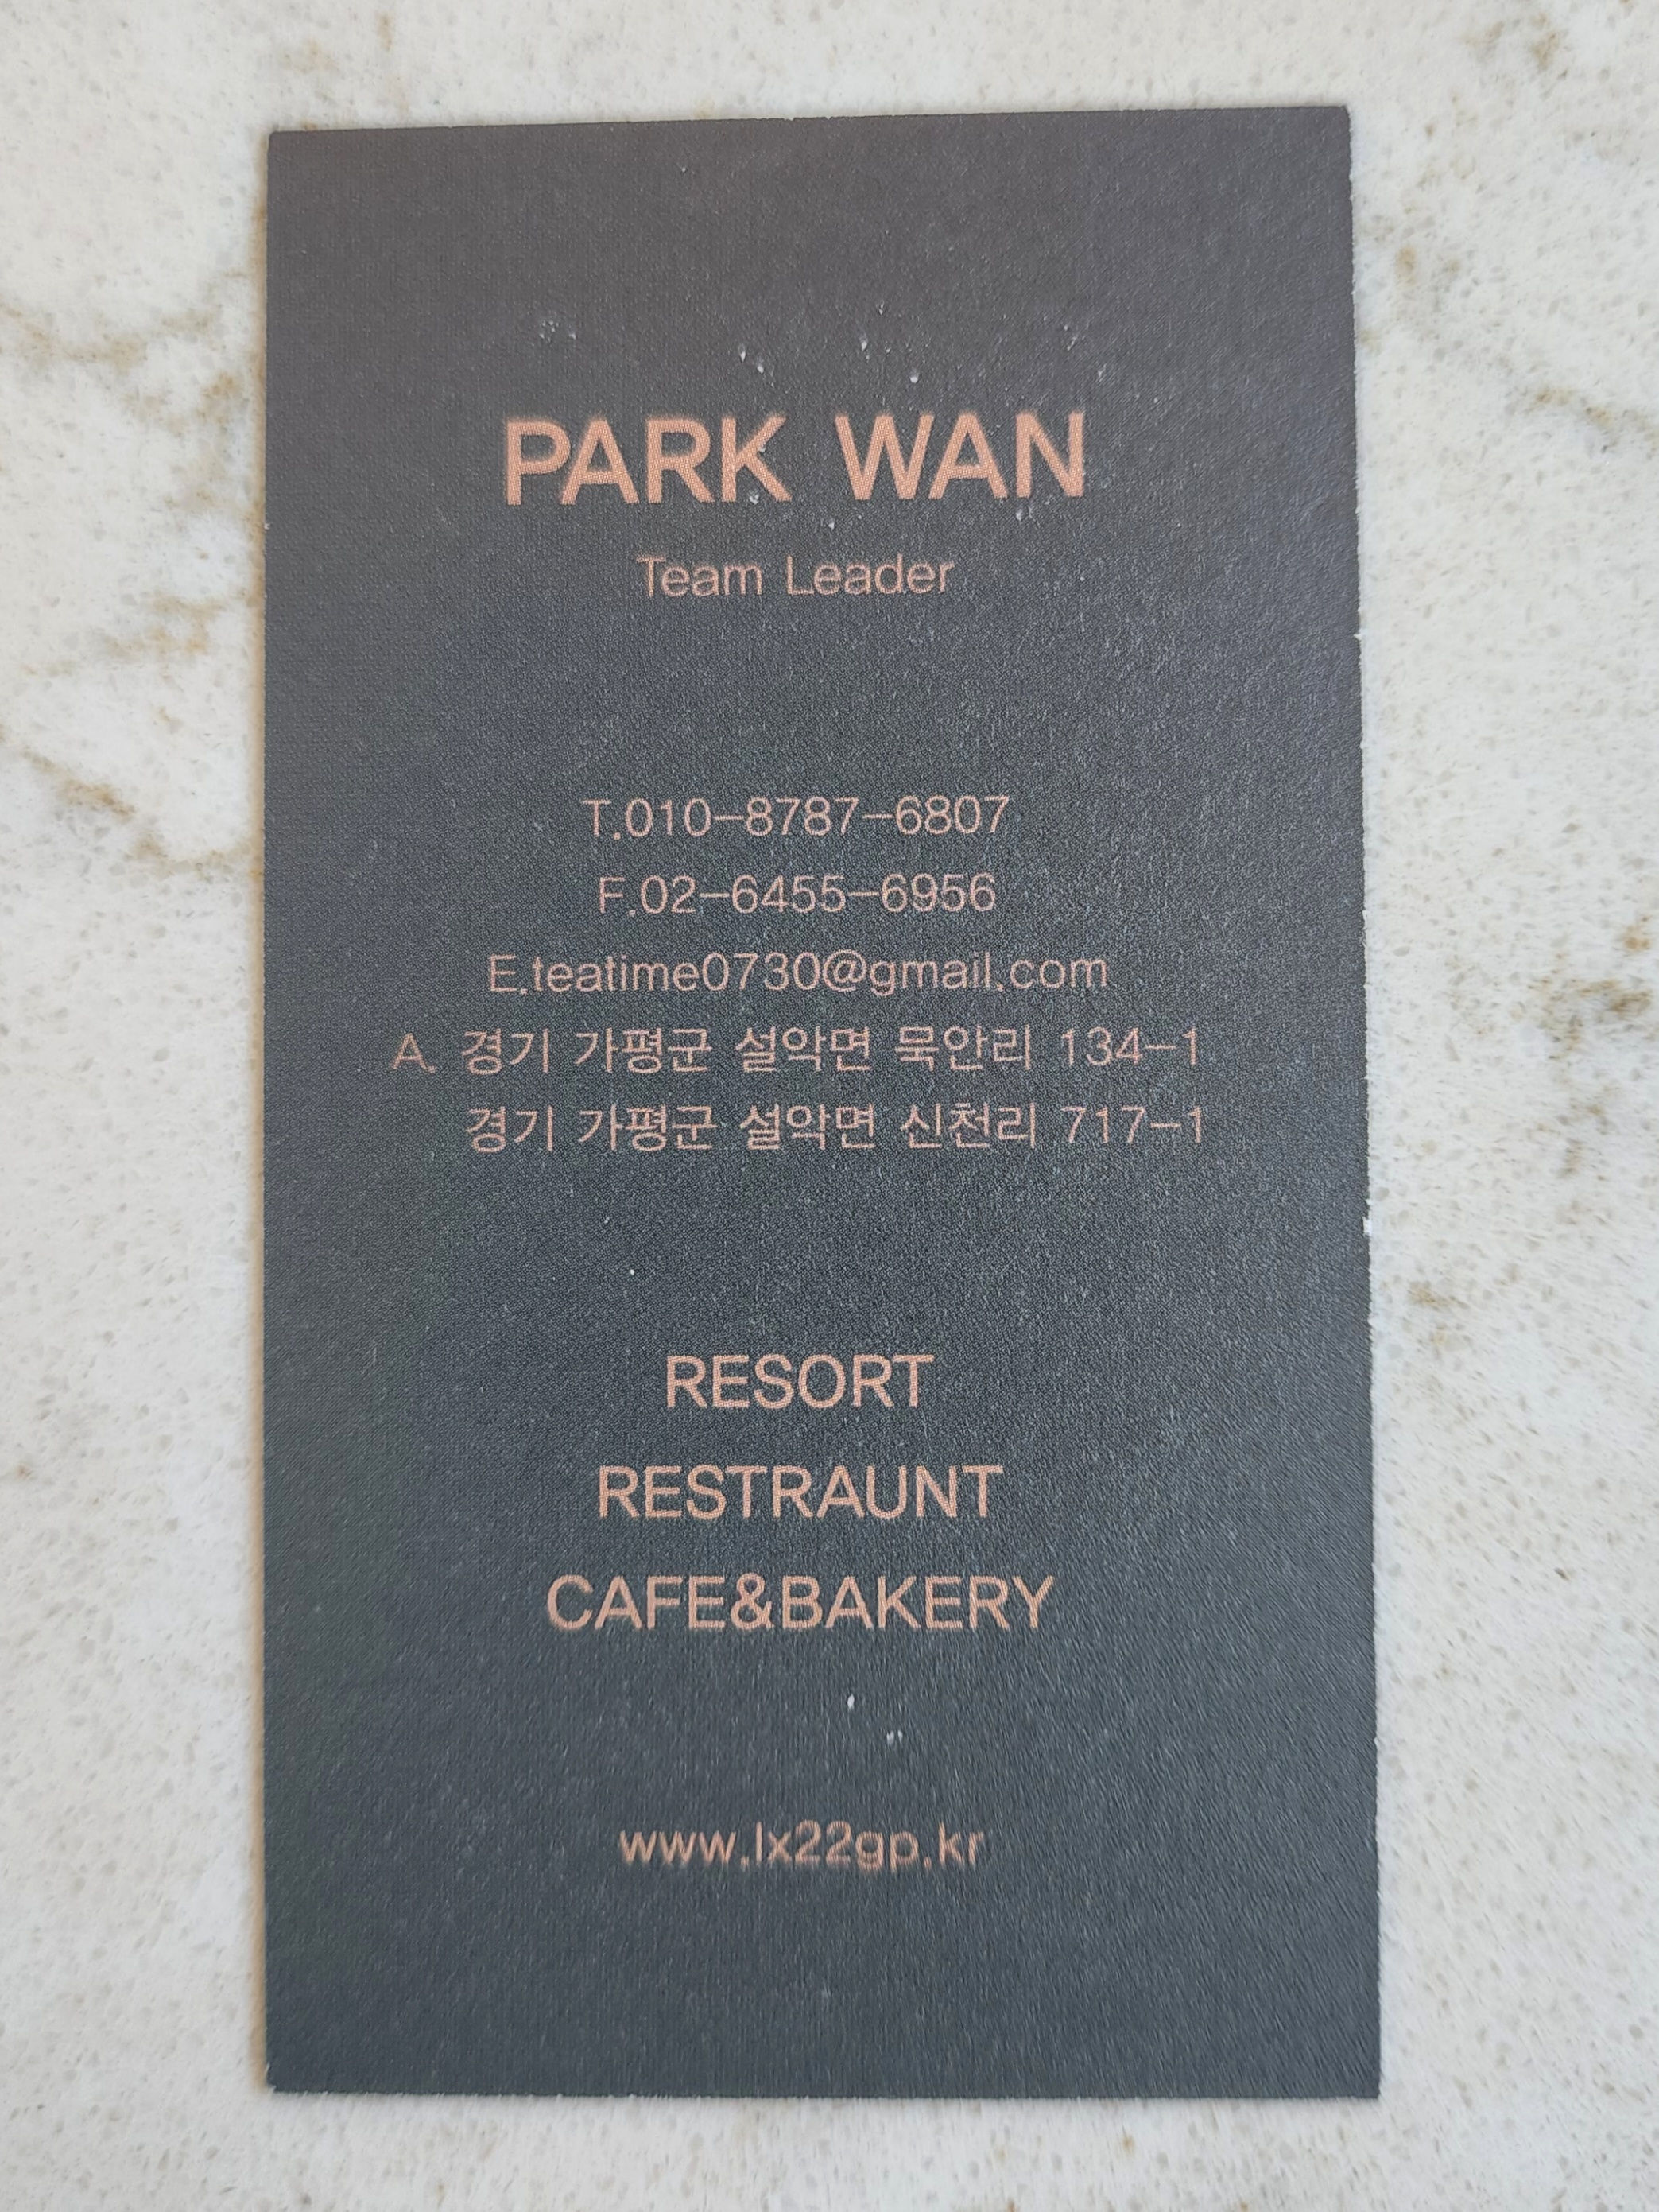 PARK WAN
Team Leader
T.010-8787-6807
F.02-6455-6956
E.teatime0730@gmail.com
A. 경기 가평군 설악면 묵안리 134-1
경기 가평군 설악면 신천리 717-1
RESORT
RESTRAUNT
CAFE&BAKERY
www.lx22gp.kr